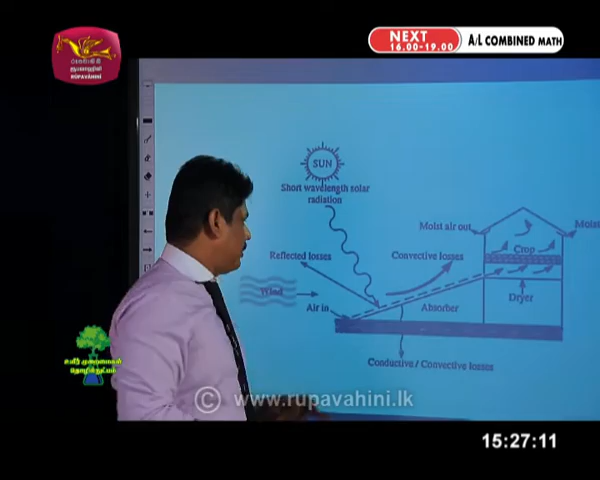 NEXT
16.00-19.00
A/L COMBINED MATH
RUPAVAHINI
SUN
Short wavelength solar
radiation
Moist air out
Moist
Crop
Reflected losses
Convective losses
Wind
Dryer
Air in
Absorber
Conductive / Convective losses
© www.rupavahini.lk
15:27:11